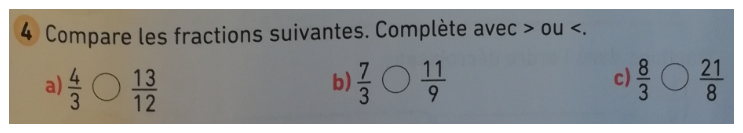 4 Compare les fractions suivantes. Complète avec > ou <.
a) 4/3 ○ 13/12 b) 7/3 ○ 11/9 c) 8/3 ○ 21/8